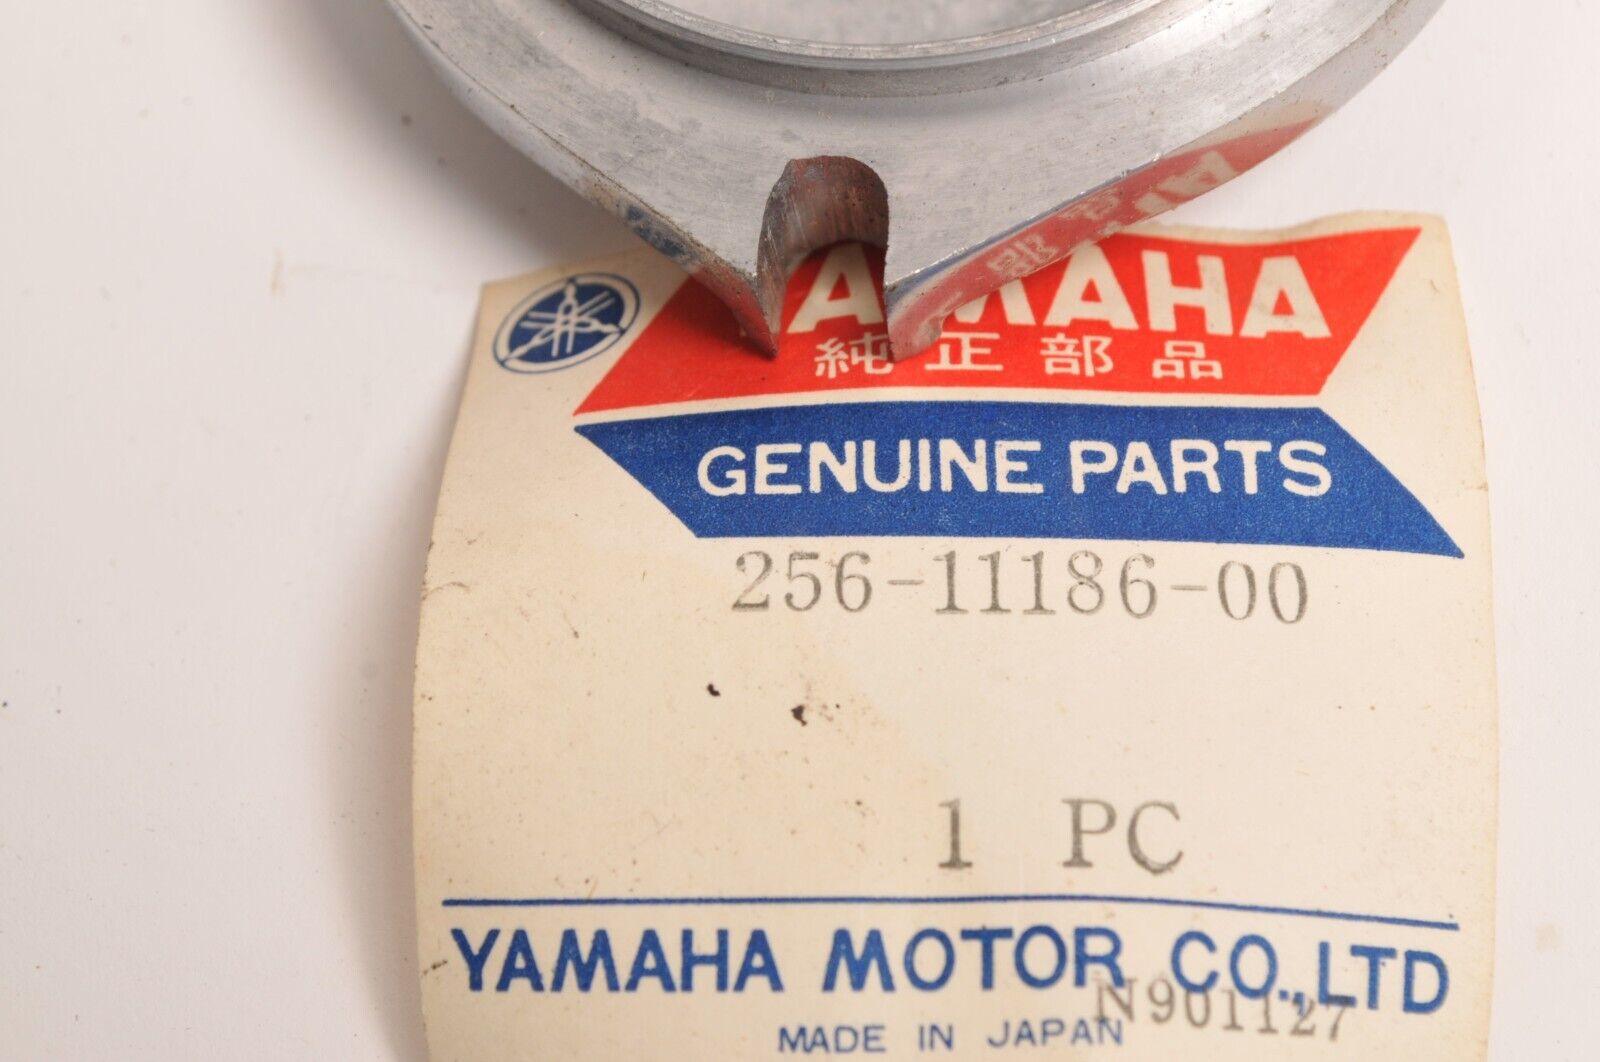 YAMAHA
純正部品
GENUINE PARTS
256-11186-00
1 PC
YAMAHA MOTOR CO.,LTD
N901127
MADE IN JAPAN